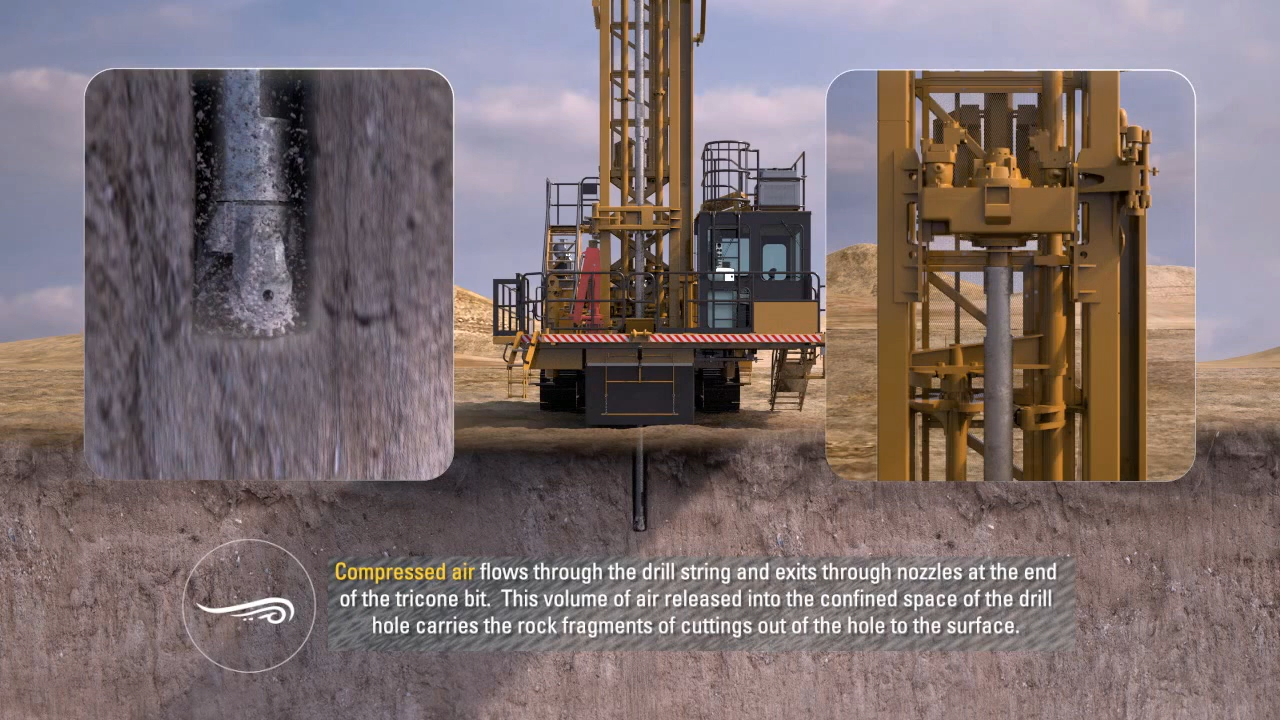 Compressed air flows through the drill string and exits through nozzles at the end
of the tricone bit.  This volume of air released into the confined space of the drill
hole carries the rock fragments of cuttings out of the hole to the surface.